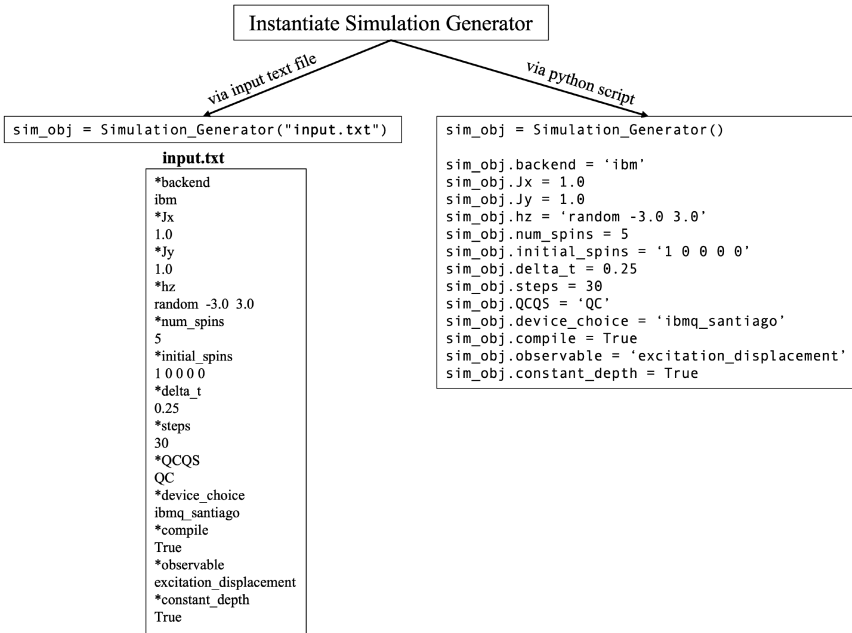 Instantiate Simulation Generator
via input text file
via python script
sim_obj = Simulation_Generator("input.txt")
input.txt
*backend
ibm
*Jx
1.0
*Jy
1.0
*hz
random -3.0 3.0
*num_spins
5
*initial_spins
1 0 0 0 0
*delta_t
0.25
*steps
30
*QCQS
QC
*device_choice
ibmq_santiago
*compile
True
*observable
excitation_displacement
*constant_depth
True
sim_obj = Simulation_Generator()
sim_obj.backend = ‘ibm’
sim_obj.Jx = 1.0
sim_obj.Jy = 1.0
sim_obj.hz = ‘random -3.0 3.0’
sim_obj.num_spins = 5
sim_obj.initial_spins = ‘1 0 0 0 0’
sim_obj.delta_t = 0.25
sim_obj.steps = 30
sim_obj.QCQS = ‘QC’
sim_obj.device_choice = ‘ibmq_santiago’
sim_obj.compile = True
sim_obj.observable = ‘excitation_displacement’
sim_obj.constant_depth = True